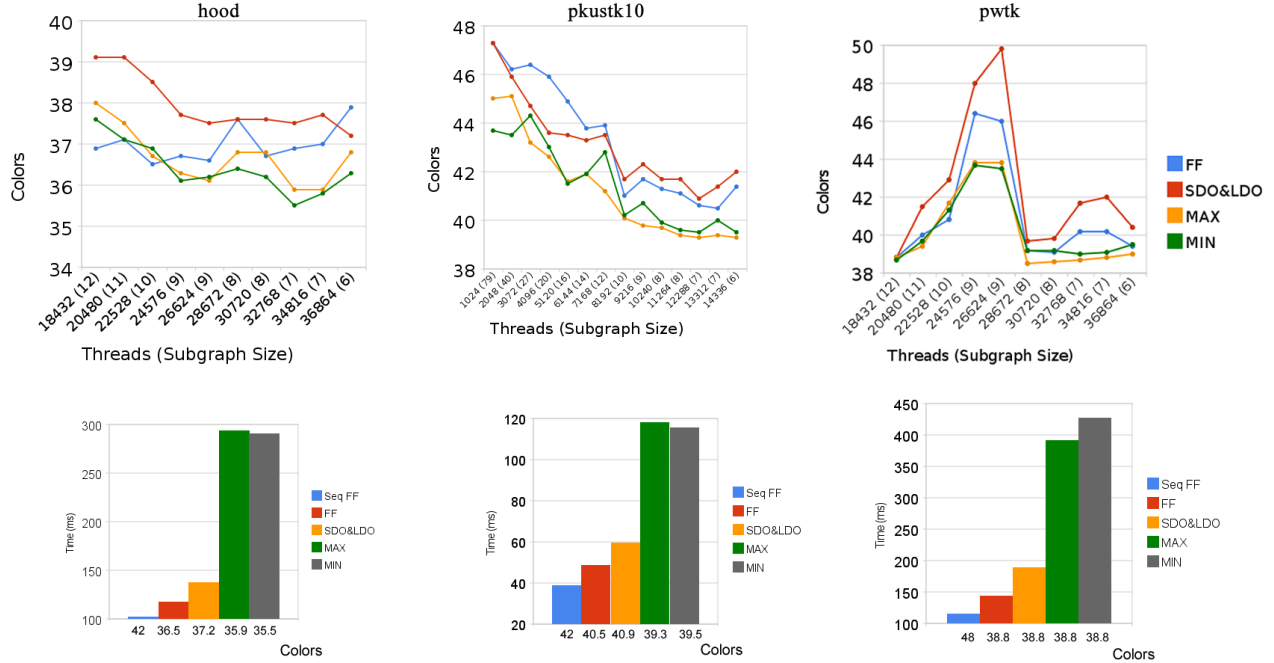 hood
40
39
38
37
36
35
34
Colors
18432 (12)
20480 (11)
22528 (10)
24576 (9)
26624 (9)
28672 (8)
30720 (8)
32768 (7)
34816 (7)
36864 (6)
Threads (Subgraph Size)
pkustk10
48
46
44
42
40
38
Colors
1024 (79)
2048 (40)
3072 (27)
4096 (20)
5120 (16)
6144 (14)
7168 (12)
8192 (10)
9216 (9)
10240 (8)
11264 (8)
12288 (7)
13312 (7)
14336 (6)
Threads (Subgraph Size)
pwtk
50
48
46
44
42
40
38
Colors
18432 (12)
20480 (11)
22528 (10)
24576 (9)
26624 (9)
28672 (8)
30720 (8)
32768 (7)
34816 (7)
36864 (6)
Threads (Subgraph Size)
FF
SDO&LDO
MAX
MIN
300
250
200
150
100
Time (ms)
42 36.5 37.2 35.9 35.5
Colors
Seq FF
FF
SDO&LDO
MAX
MIN
120
100
80
60
40
20
Time (ms)
42 40.5 40.9 39.3 39.5
Colors
Seq FF
FF
SDO&LDO
MAX
MIN
450
400
350
300
250
200
150
100
Time (ms)
48 38.8 38.8 38.8 38.8
Colors
Seq FF
FF
SDO&LDO
MAX
MIN